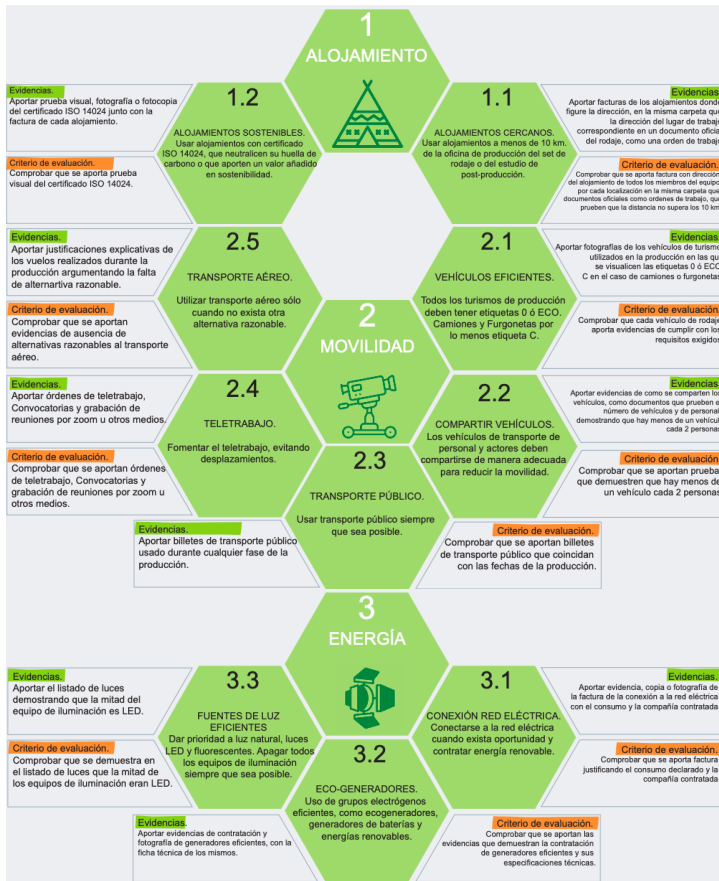 1
ALOJAMIENTO
Evidencias.
Aportar prueba visual, fotografía o fotocopia
del certificado ISO 14024 junto con la
factura de cada alojamiento.
Criterio de evaluación.
Comprobar que se aporta prueba
visual del certificado ISO 14024.
1.2
ALOJAMIENTOS SOSTENIBLES.
Usar alojamientos con certificado
ISO 14024, que neutralicen su huella de
carbono o que aporten un valor añadido
en sostenibilidad.
1.1
ALOJAMIENTOS CERCANOS.
Usar alojamientos a menos de 10 km.
de la oficina de producción del set de
rodaje o del estudio de
post-producción.
Evidencias
Aportar facturas de los alojamientos donde
figure la dirección, en la misma carpeta que
la dirección del lugar de trabajo
correspondiente en un documento oficial
del rodaje, como una orden de trabajo
Criterio de evaluación.
Comprobar que se aporta factura con dirección
del alojamiento de todos los miembros del equipo
por cada localización en la misma carpeta que
documentos oficiales como ordenes de trabajo, que
prueben que la distancia no supera los 10 km
Evidencias.
Aportar justificaciones explicativas de
los vuelos realizados durante la
producción argumentando la falta
de alternartiva razonable.
Criterio de evaluación.
Comprobar que se aportan
evidencias de ausencia de
alternativas razonables al transporte
aéreo.
2.5
TRANSPORTE AÉREO.
Utilizar transporte aéreo sólo
cuando no exista otra
alternativa razonable.
2
MOVILIDAD
2.1
VEHÍCULOS EFICIENTES.
Todos los turismos de producción
deben tener etiquetas 0 ó ECO.
Camiones y Furgonetas por
lo menos etiqueta C.
Evidencias
Aportar fotografías de los vehículos de turismo
utilizados en la producción en las que
se visualicen las etiquetas 0 ó ECO
C en el caso de camiones o furgonetas
Criterio de evaluación.
Comprobar que cada vehículo de rodaje
aporta evidencias de cumplir con los
requisitos exigidos
Evidencias.
Aportar órdenes de teletrabajo,
Convocatorias y grabación de
reuniones por zoom u otros medios.
Criterio de evaluación.
Comprobar que se aportan órdenes
de teletrabajo, Convocatorias y
grabación de reuniones por zoom u
otros medios.
2.4
TELETRABAJO.
Fomentar el teletrabajo, evitando
desplazamientos.
2.2
COMPARTIR VEHÍCULOS.
Los vehículos de transporte de
personal y actores deben
compartirse de manera adecuada
para reducir la movilidad.
Evidencias
Aportar evidencias de como se comparten los
vehículos, como documentos que prueben el
número de vehículos y de personal
demostrando que hay menos de un vehículo
cada 2 personas
Criterio de evaluación
Comprobar que se aportan prueba
que demuestren que hay menos de
un vehículo cada 2 personas
2.3
TRANSPORTE PÚBLICO.
Usar transporte público siempre
que sea posible.
Evidencias.
Aportar billetes de transporte público
usado durante cualquier fase de la
producción.
Criterio de evaluación.
Comprobar que se aportan billetes
de transporte público que coincidan
con las fechas de la producción.
3
ENERGÍA
Evidencias.
Aportar el listado de luces
demostrando que la mitad del
equipo de iluminación es LED.
Criterio de evaluación.
Comprobar que se demuestra en
el listado de luces que la mitad de
los equipos de iluminación eran LED.
3.3
FUENTES DE LUZ
EFICIENTES
Dar prioridad a luz natural, luces
LED y fluorescentes. Apagar todos
los equipos de iluminación
siempre que sea posible.
3.1
CONEXIÓN RED ELÉCTRICA.
Conectarse a la red eléctrica
cuando exista oportunidad y
contratar energía renovable.
Evidencias.
Aportar evidencia, copia o fotografía de
la factura de la conexión a la red eléctrica
con el consumo y la compañía contratada
Criterio de evaluación.
Comprobar que se aporta factura
justificando el consumo declarado y la
compañía contratada
3.2
ECO-GENERADORES.
Uso de grupos electrógenos
eficientes, como ecogeneradores,
generadores de baterías y
energías renovables.
Evidencias.
Aportar evidencias de contratación y
fotografía de generadores eficientes, con la
ficha técnica de los mismos.
Criterio de evaluación.
Comprobar que se aportan las
evidencias que demuestran la contratación
de generadores eficientes y sus
especificaciones técnicas.